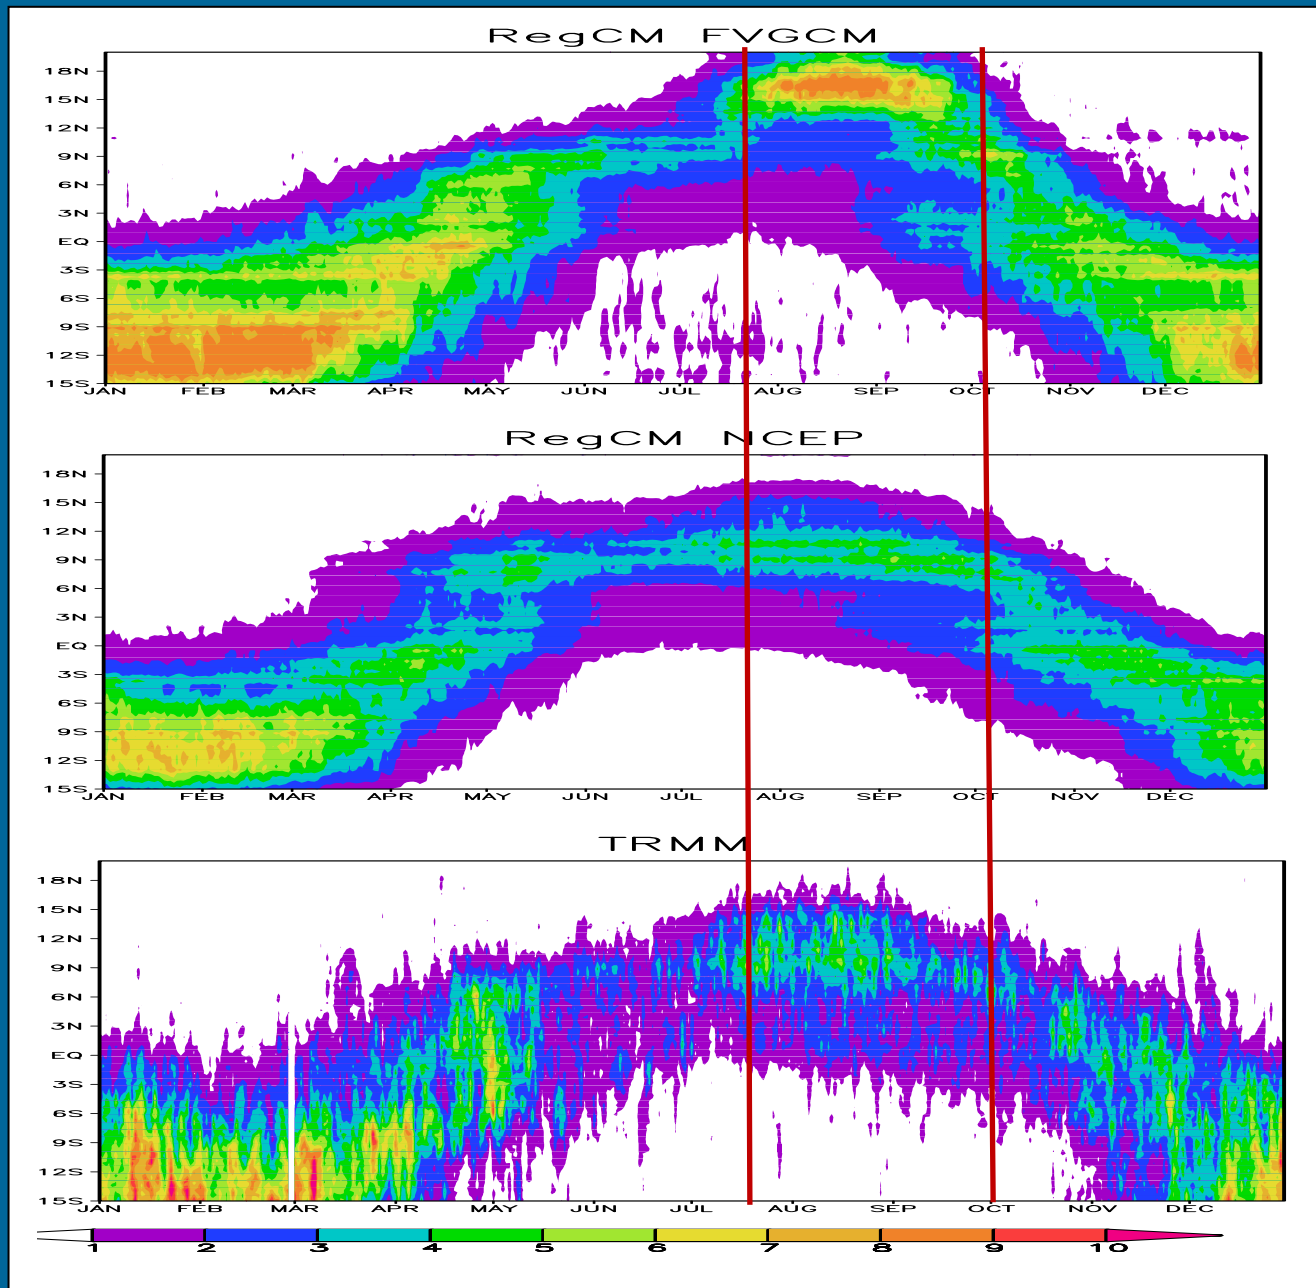 RegCM FVGCM
18N
15N
12N
9N
6N
3N
EQ
3S
6S
9S
12S
15S
JAN FEB MAR APR MAY JUN JUL AUG SEP OCT NOV DEC
RegCM NCEP
18N
15N
12N
9N
6N
3N
EQ
3S
6S
9S
12S
15S
JAN FEB MAR APR MAY JUN JUL AUG SEP OCT NOV DEC
TRMM
18N
15N
12N
9N
6N
3N
EQ
3S
6S
9S
12S
15S
JAN FEB MAR APR MAY JUN JUL AUG SEP OCT NOV DEC
1 2 3 4 5 6 7 8 9 10